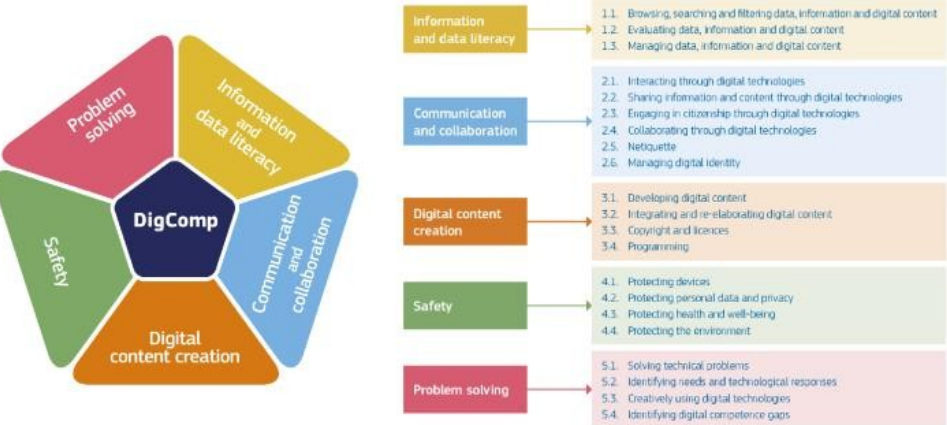 Problem
solving
Information
and
data literacy
DigComp
Safety
Communication
and
collaboration
Digital
content creation
Information
and data literacy
1.1. Browsing, searching and filtering data, information and digital content
1.2. Evaluating data, information and digital content
1.3. Managing data, information and digital content
Communication
and collaboration
2.1. Interacting through digital technologies
2.2. Sharing information and content through digital technologies
2.3. Engaging in citizenship through digital technologies
2.4. Collaborating through digital technologies
2.5. Netiquette
2.6. Managing digital identity
Digital content
creation
3.1. Developing digital content
3.2. Integrating and re-elaborating digital content
3.3. Copyright and licences
3.4. Programming
Safety
4.1. Protecting devices
4.2. Protecting personal data and privacy
4.3. Protecting health and well-being
4.4. Protecting the environment
Problem solving
5.1. Solving technical problems
5.2. Identifying needs and technological responses
5.3. Creatively using digital technologies
5.4. Identifying digital competence gaps